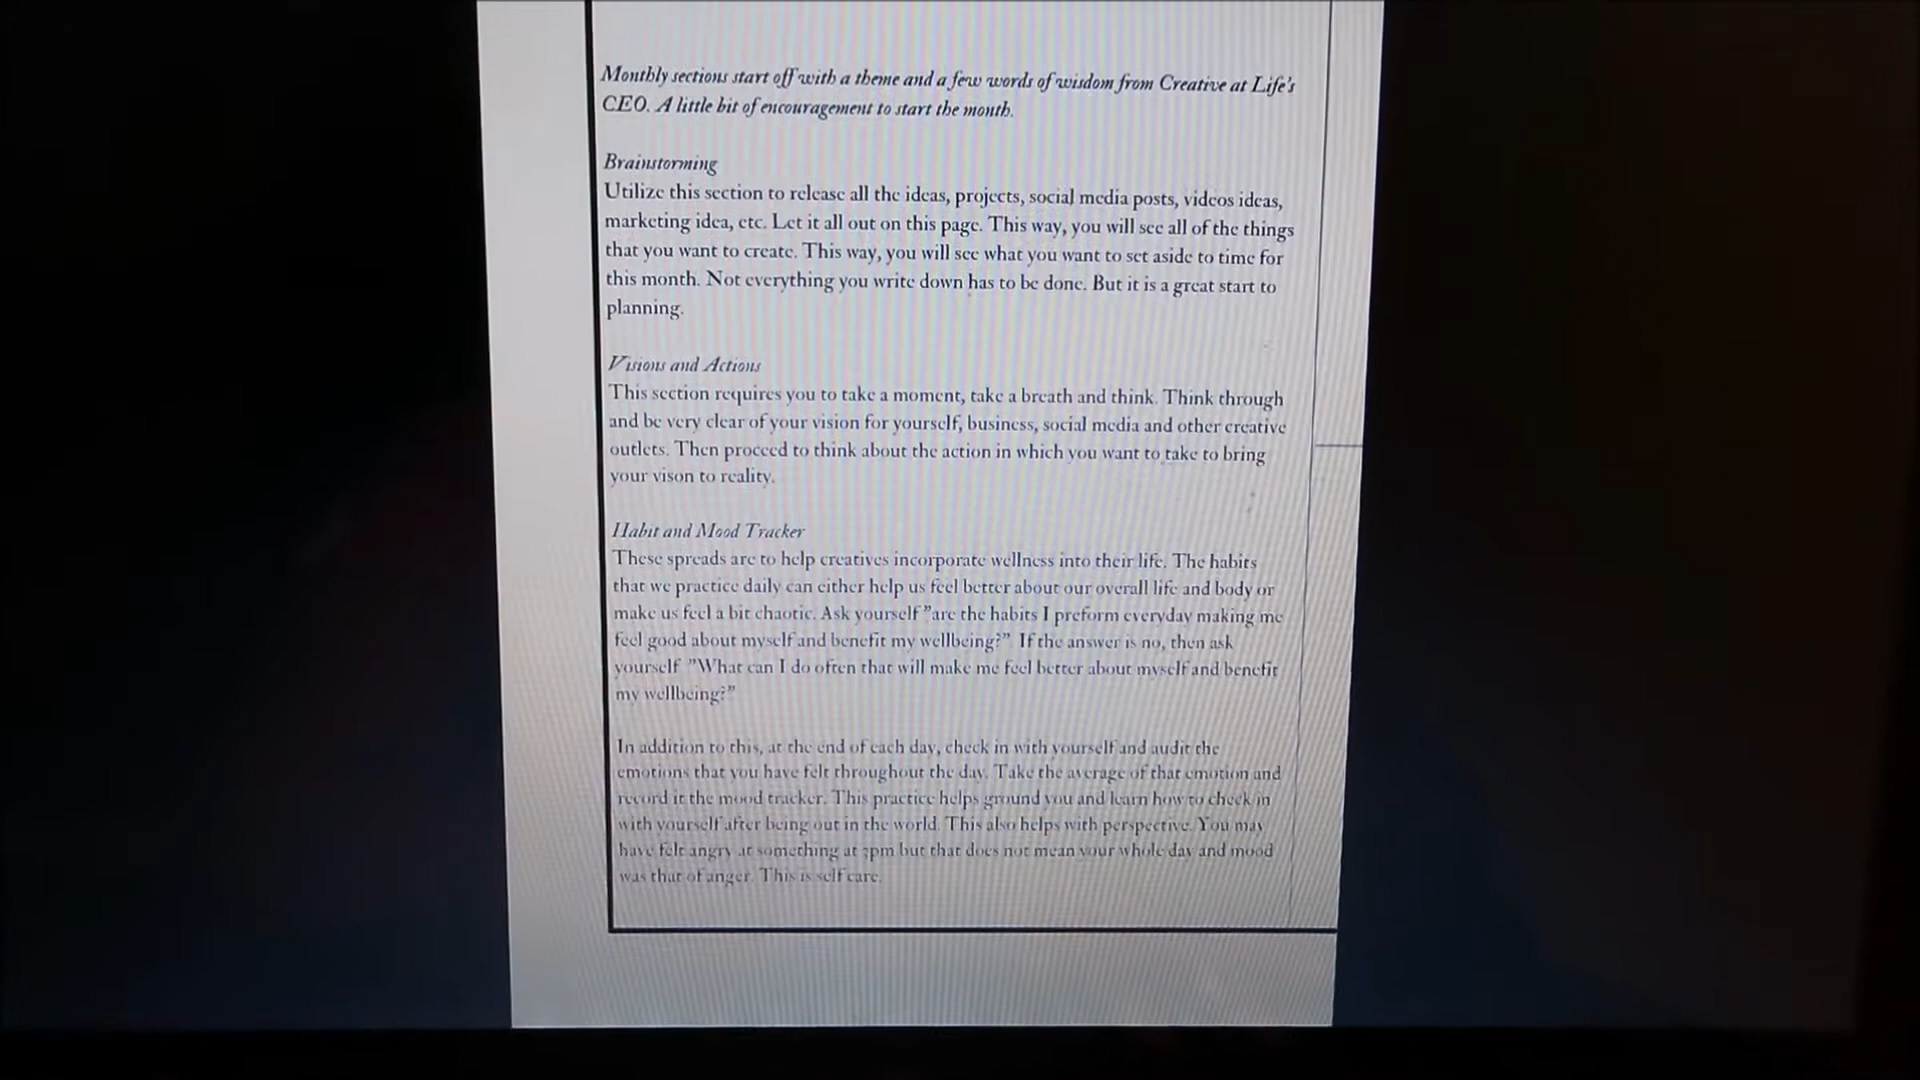 Monthly sections start off with a theme and a few words of wisdom from Creative at Life's
CEO. A little bit of encouragement to start the month.
Brainstorming
Utilize this section to release all the ideas, projects, social media posts, videos ideas,
marketing idea, etc. Let it all out on this page. This way, you will see all of the things
that you want to create. This way, you will see what you want to set aside to time for
this month. Not everything you write down has to be done. But it is a great start to
planning.
Visions and Actions
This section requires you to take a moment, take a breath and think. Think through
and be very clear of your vision for yourself, business, social media and other creative
outlets. Then proceed to think about the action in which you want to take to bring
your vison to reality.
Habit and Mood Tracker
These spreads are to help creatives incorporate wellness into their life. The habits
that we practice daily can either help us feel better about our overall life and body or
make us feel a bit chaotic. Ask yourself "are the habits I preform everyday making me
feel good about myself and benefit my wellbeing?" If the answer is no, then ask
yourself "What can I do often that will make me feel better about myself and benefit
my wellbeing?"
In addition to this, at the end of each day, check in with yourself and audit the
emotions that you have felt throughout the day. Take the average of that emotion and
record it the mood tracker. This practice helps ground you and learn how to check in
with yourself after being out in the world. This also helps with perspective. You may
have felt angry at something at 3pm but that does not mean your whole day and mood
was that of anger. This is self care.